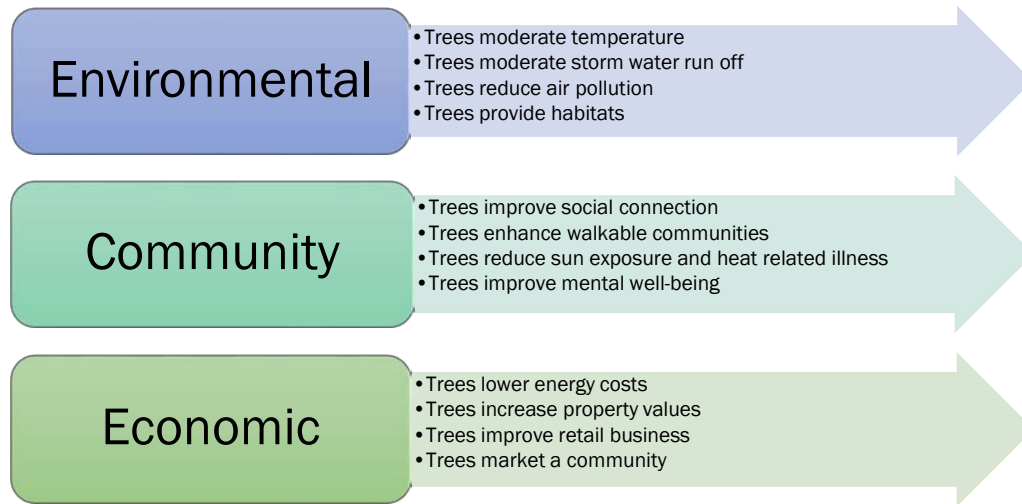 Environmental
•Trees moderate temperature
•Trees moderate storm water run off
•Trees reduce air pollution
•Trees provide habitats
Community
•Trees improve social connection
•Trees enhance walkable communities
•Trees reduce sun exposure and heat related illness
•Trees improve mental well-being
Economic
•Trees lower energy costs
•Trees increase property values
•Trees improve retail business
•Trees market a community